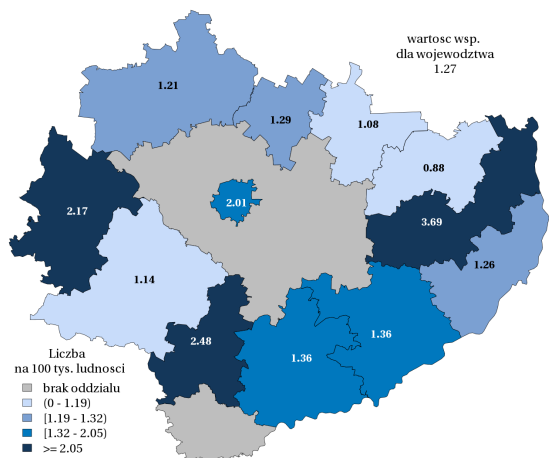 wartosc wsp.
dla wojewodztwa
1.27
1.21
1.29
1.08
0.88
2.17
2.01
3.69
1.26
1.14
2.48
1.36
1.36
Liczba
na 100 tys. ludnosci
brak oddzialu
(0 - 1.19)
[1.19 - 1.32)
[1.32 - 2.05)
>= 2.05